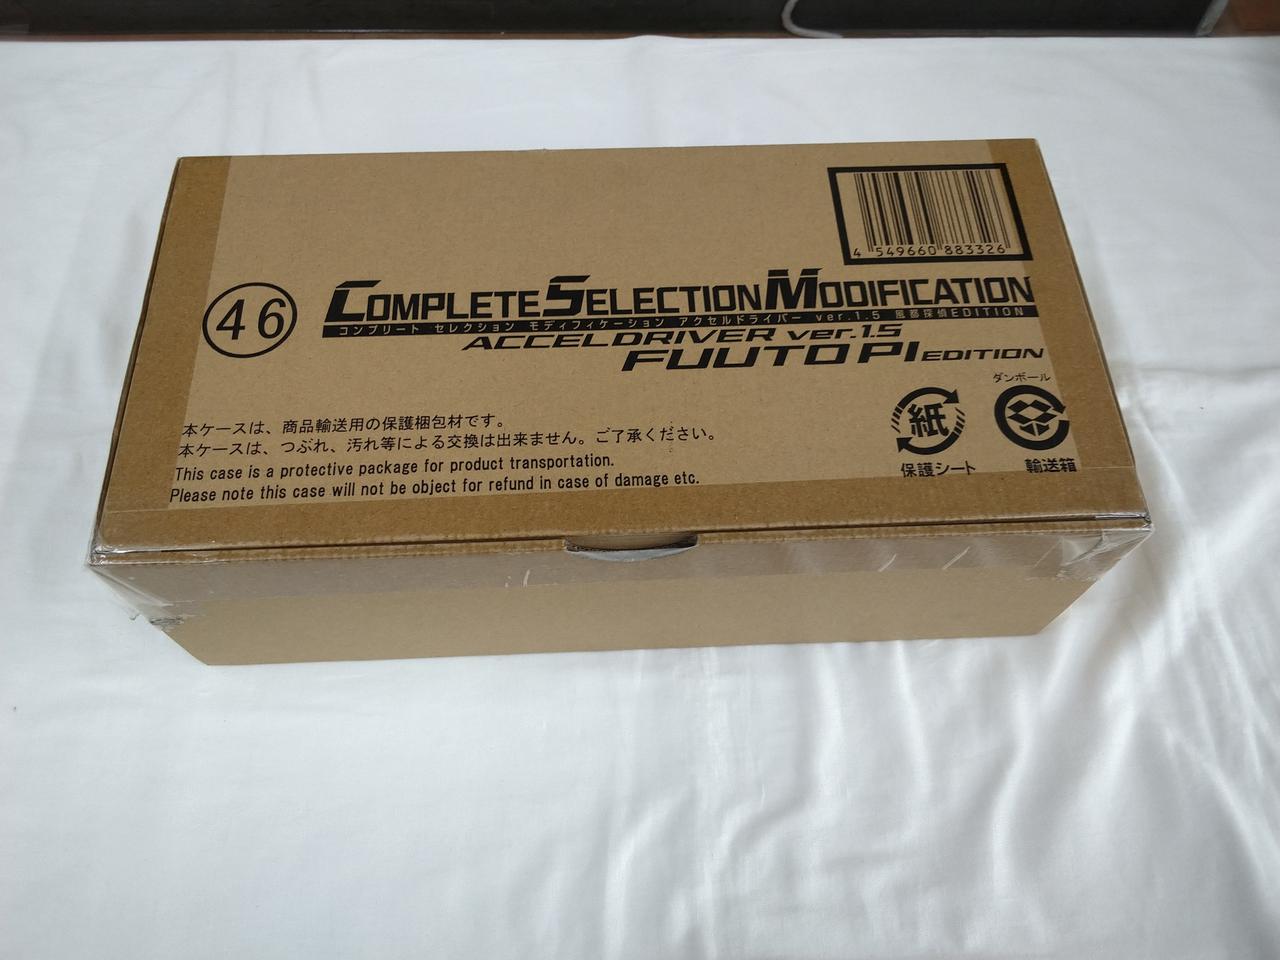 4 549660 883326
46
COMPLETE SELECTION MODIFICATION
コンプリート セレクション モディフィケーション アクセルドライバー ver.1.5 風都探偵EDITION
ACCELDRIVER ver.1.5
FUUTO PI EDITION
ダンボール
紙
本ケースは、商品輸送用の保護梱包材です。
本ケースは、つぶれ、汚れ等による交換は出来ません。ご了承ください。
This case is a protective package for product transportation.
Please note this case will not be object for refund in case of damage etc.
保護シート
輸送箱